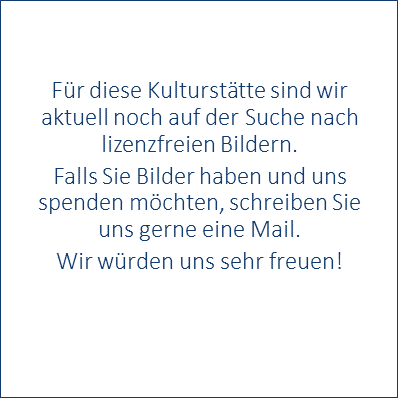 Für diese Kulturstätte sind wir
aktuell noch auf der Suche nach
lizenzfreien Bildern.
Falls Sie Bilder haben und uns
spenden möchten, schreiben Sie
uns gerne eine Mail.
Wir würden uns sehr freuen!